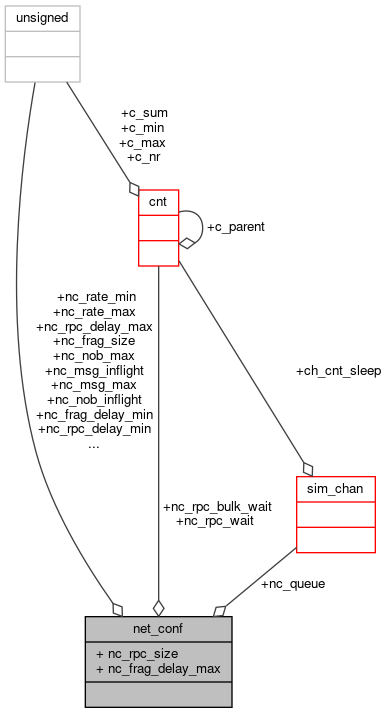 unsigned
+c_sum
+c_min
+c_max
+c_nr
cnt
+c_parent
+nc_rate_min
+nc_rate_max
+nc_rpc_delay_max
+nc_frag_size
+nc_nob_max
+nc_msg_inflight
+nc_msg_max
+nc_nob_inflight
+nc_frag_delay_min
+nc_rpc_delay_min
...
+ch_cnt_sleep
sim_chan
+nc_rpc_bulk_wait
+nc_rpc_wait
+nc_queue
net_conf
+ nc_rpc_size
+ nc_frag_delay_max